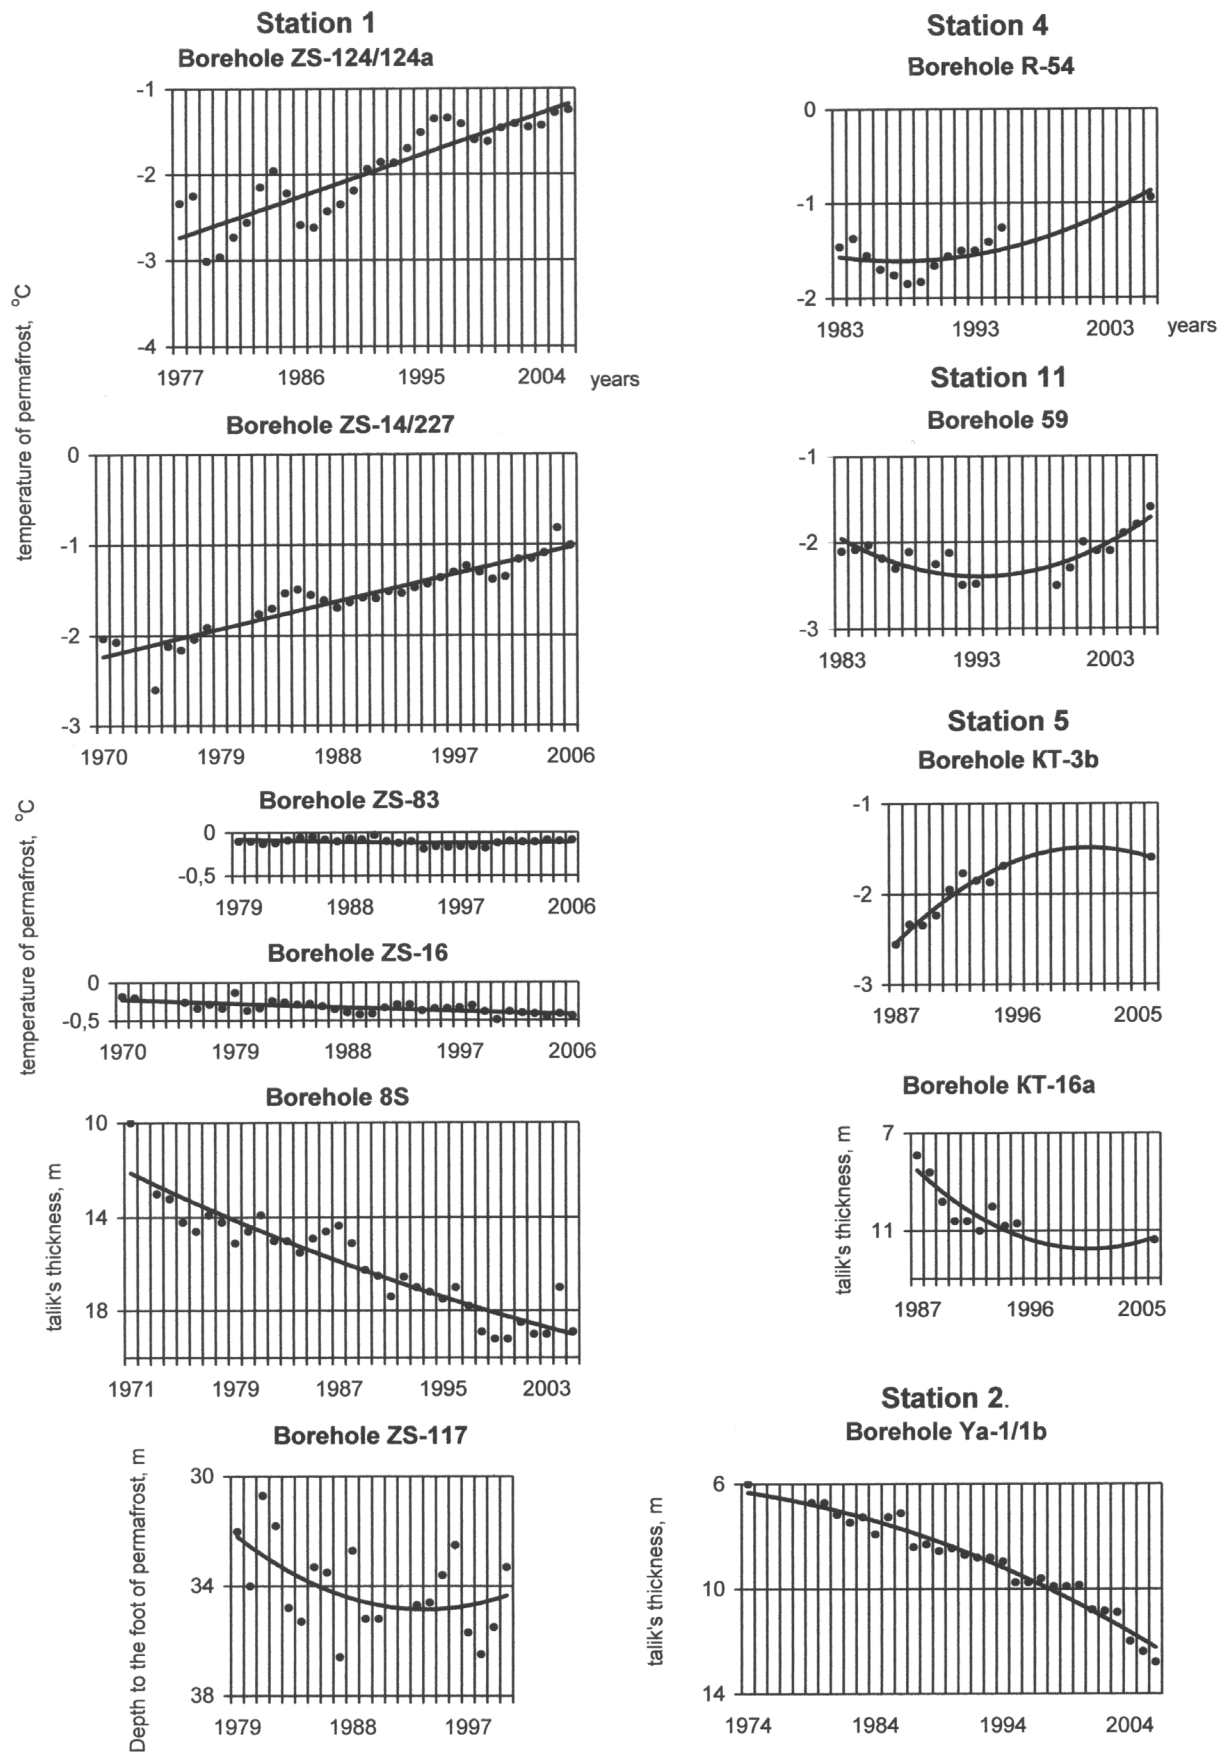 Station 1
Borehole ZS-124/124a
-1
-2
-3
-4
1977 1986 1995 2004 years
temperature of permafrost, °C
Borehole ZS-14/227
0
-1
-2
-3
1970 1979 1988 1997 2006
Borehole ZS-83
0
-0,5
1979 1988 1997 2006
temperature of permafrost, °C
Borehole ZS-16
0
-0,5
1970 1979 1988 1997 2006
Borehole 8S
10
14
18
talik's thickness, m
1971 1979 1987 1995 2003
Borehole ZS-117
30
34
38
Depth to the foot of permafrost, m
1979 1988 1997
Station 4
Borehole R-54
0
-1
-2
1983 1993 2003 years
Station 11
Borehole 59
-1
-2
-3
1983 1993 2003
Station 5
Borehole KT-3b
-1
-2
-3
1987 1996 2005
Borehole KT-16a
7
11
talik's thickness, m
1987 1996 2005
Station 2.
Borehole Ya-1/1b
6
10
14
talik's thickness, m
1974 1984 1994 2004